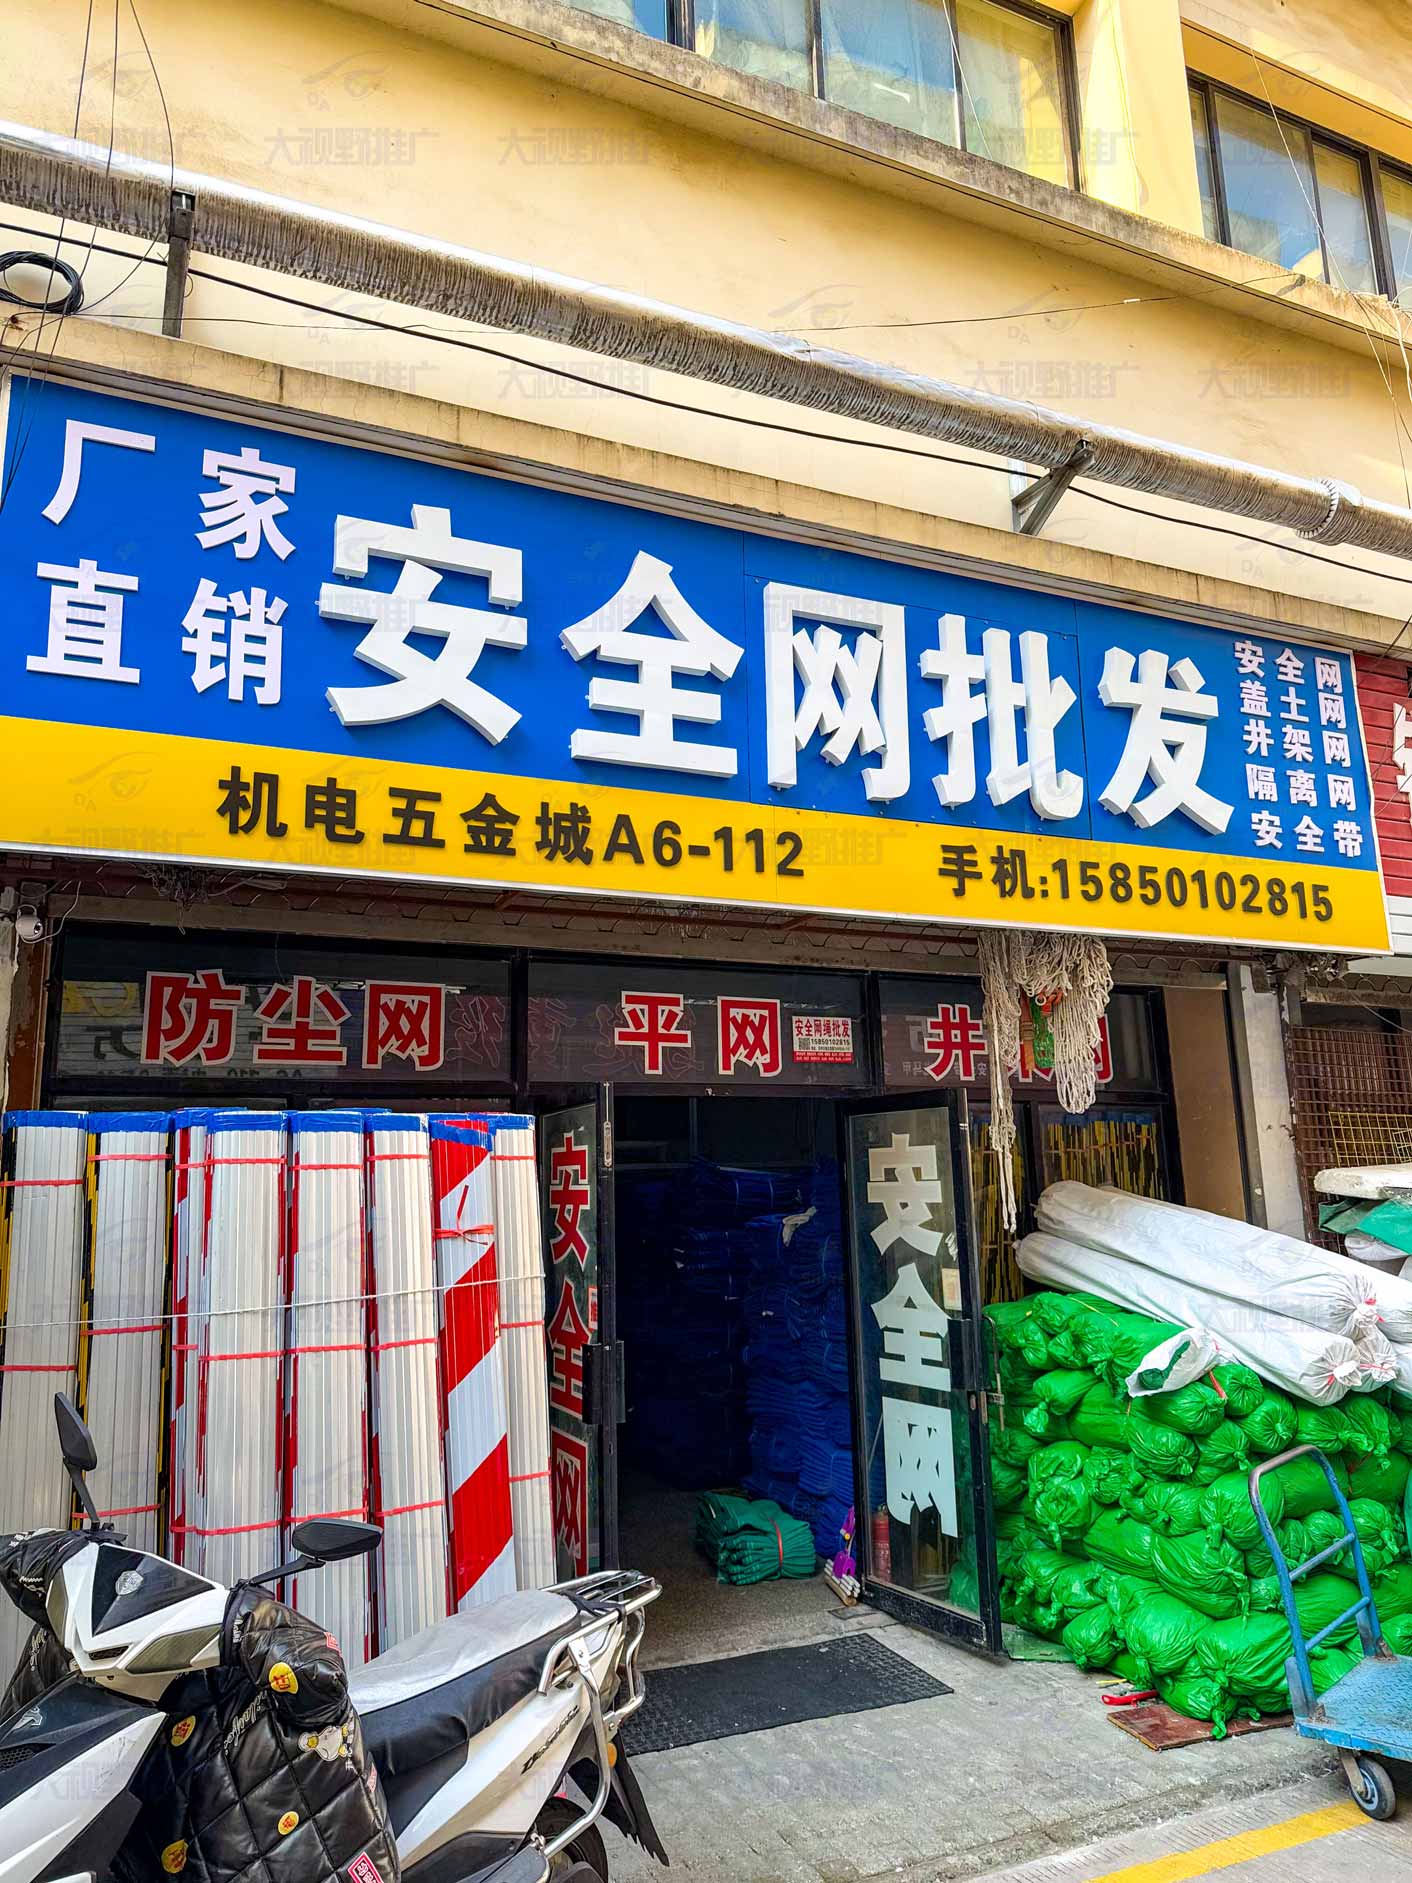 厂家
直销
安全网批发
安全网
盖土网
井架网
隔离网
安全带
机电五金城A6-112
手机:15850102815
防尘网
平网
安全网绳批发
15850102815
井
网
安全网
安全网
大视野推广